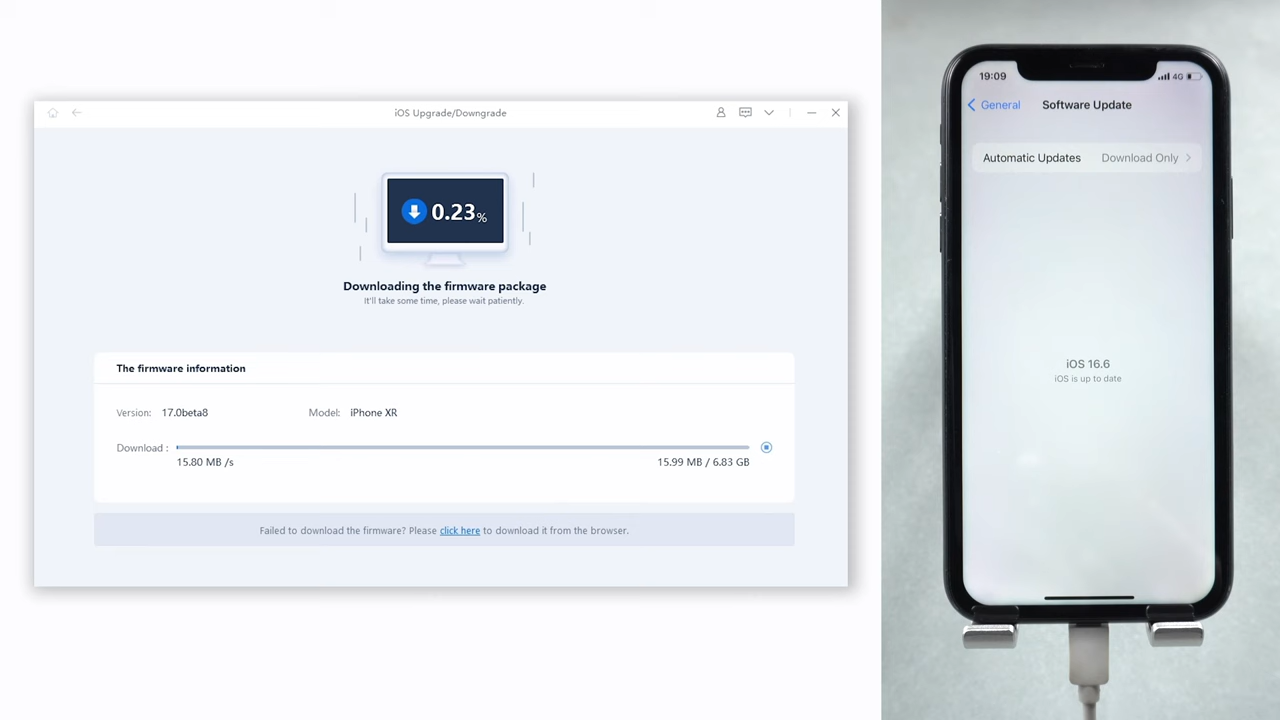 iOS Upgrade/Downgrade
0.23%
Downloading the firmware package
It'll take some time, please wait patiently.
The firmware information
Version: 17.0beta8 Model: iPhone XR
Download :
15.80 MB /s 15.99 MB / 6.83 GB
Failed to download the firmware? Please click here to download it from the browser.
19:09 4G
General Software Update
Automatic Updates Download Only
iOS 16.6
iOS is up to date